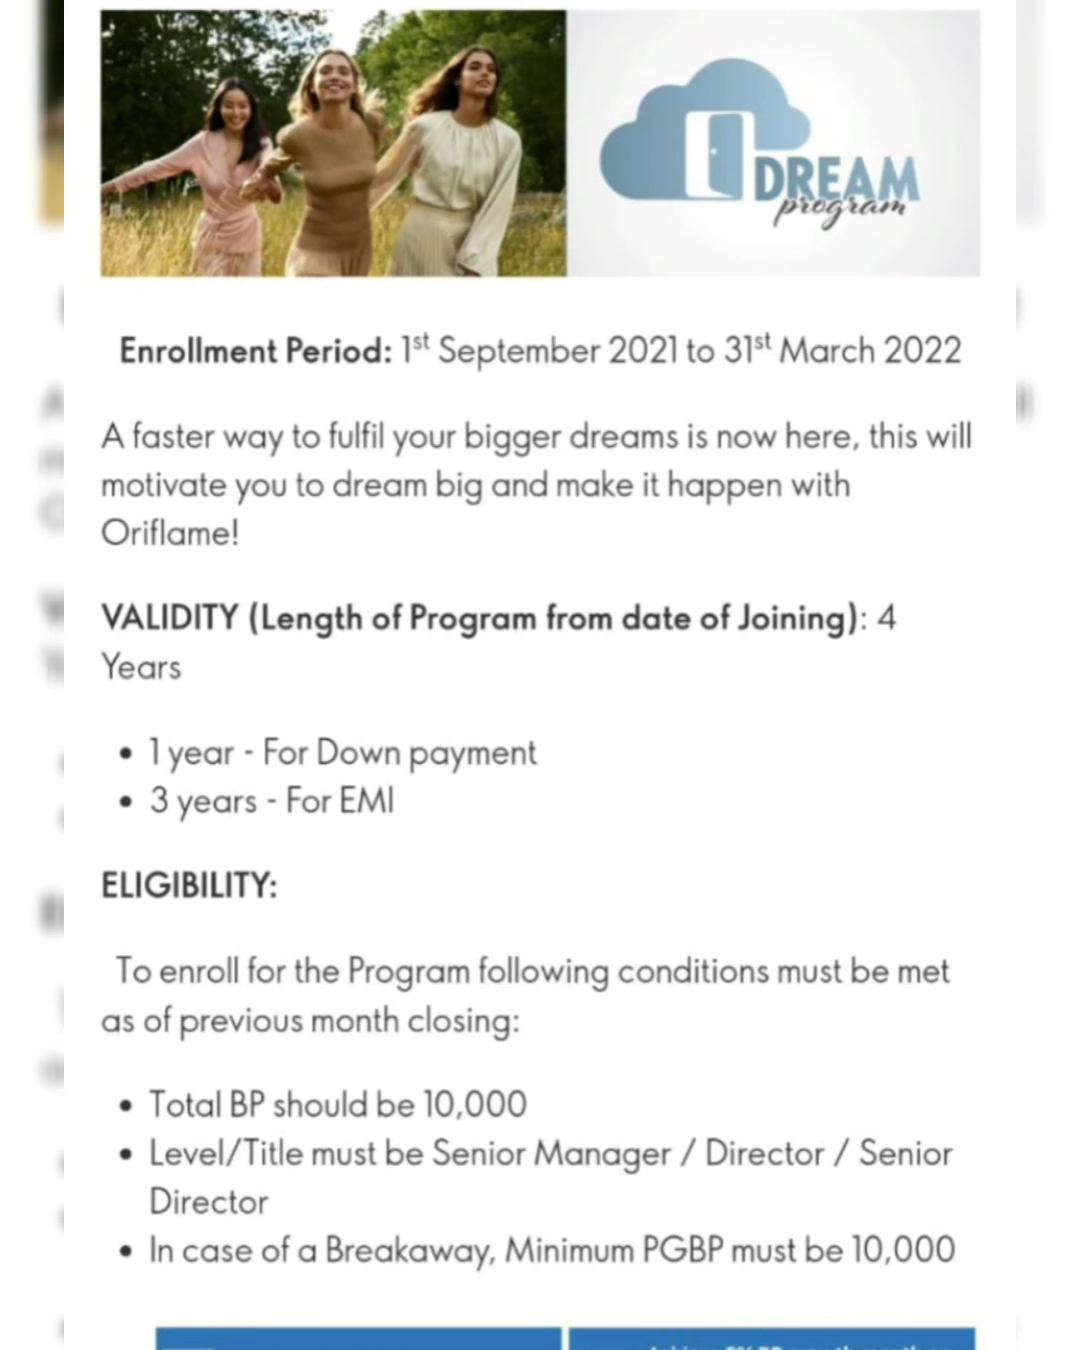 DREAM
program
Enrollment Period: 1st September 2021 to 31st March 2022
A faster way to fulfil your bigger dreams is now here, this will
motivate you to dream big and make it happen with
Oriflame!
VALIDITY (Length of Program from date of Joining): 4
Years
• 1 year - For Down payment
• 3 years - For EMI
ELIGIBILITY:
To enroll for the Program following conditions must be met
as of previous month closing:
• Total BP should be 10,000
• Level/Title must be Senior Manager / Director / Senior
Director
• In case of a Breakaway, Minimum PGBP must be 10,000